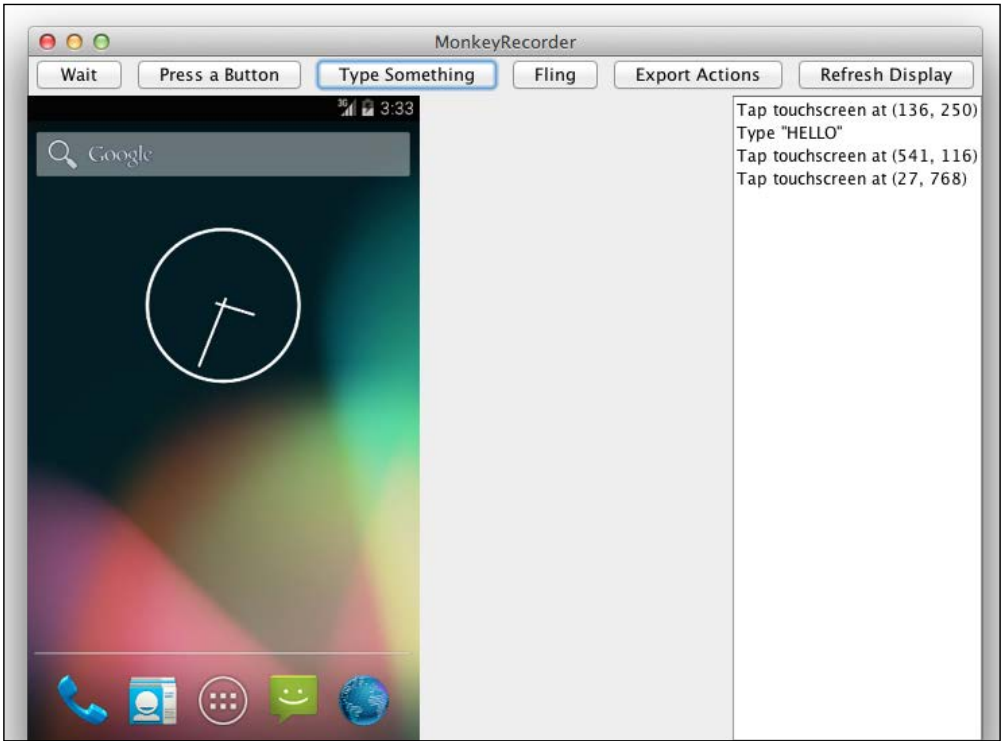 MonkeyRecorder
Wait Press a Button Type Something Fling Export Actions Refresh Display
3G 3:33
Google
Tap touchscreen at (136, 250)
Type "HELLO"
Tap touchscreen at (541, 116)
Tap touchscreen at (27, 768)